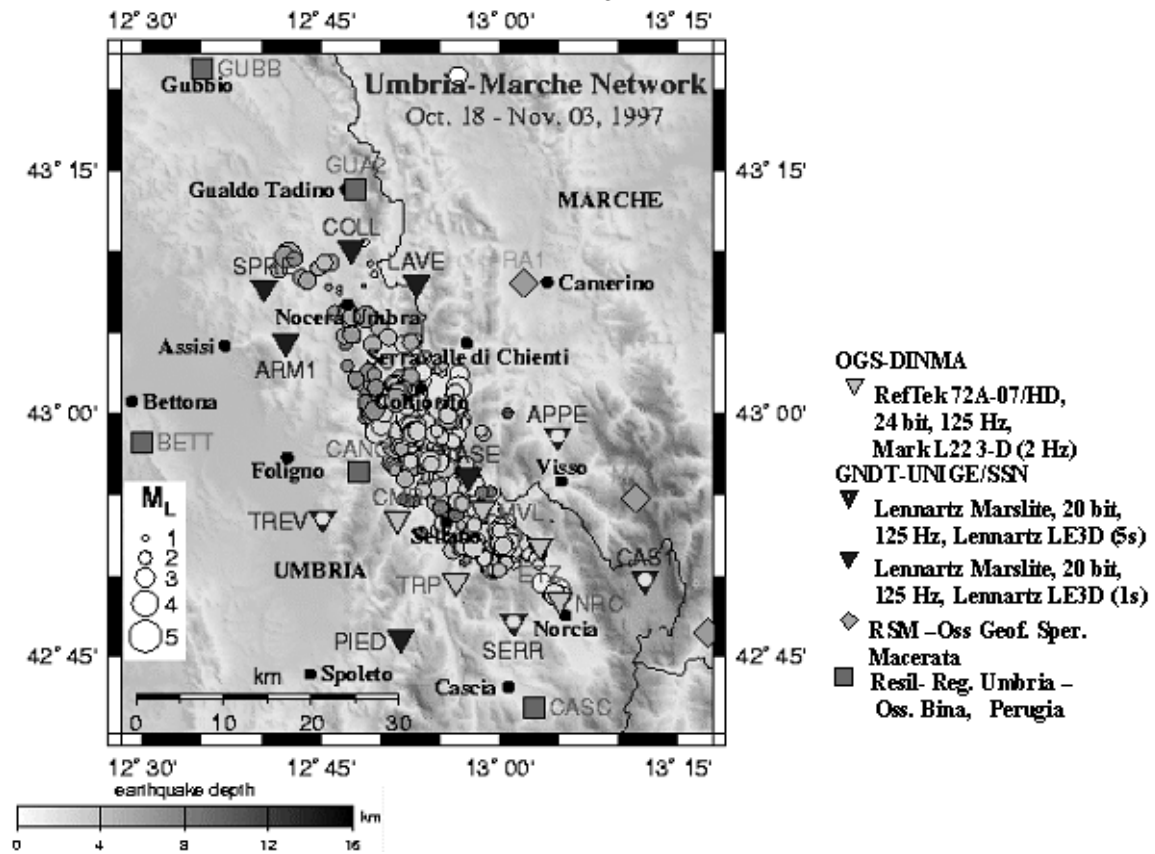 12° 30' 12° 45' 13° 00' 13° 15'
GUBB
Gubbio
Umbria-Marche Network
Oct. 18 - Nov. 03, 1997
43° 15' 43° 15'
GUA2
Gualdo Tadino
MARCHE
COLL
SPRE LAVE RA1
Camerino
Nocera Umbra
Assisi
ARM1
Serravalle di Chienti
Bettona
Colfiorito
43° 00' 43° 00'
APPE
BETT
CANC ASE
Foligno
Visso
TREV
MVL
Sellano
UMBRIA
TRP
CAS1
NRC
Norcia
SERR
PIED
42° 45' 42° 45'
Spoleto
Cascia
CASC
M L
1
2
3
4
5
km
0 10 20 30
12° 30' 12° 45' 13° 00' 13° 15'
earthquake depth
km
0 4 8 12 16
OGS-DINMA
RefTek 72A-07/HD,
24 bit, 125 Hz,
Mark L22 3-D (2 Hz)
GNDT-UNIGE/SSN
Lennartz Marslite, 20 bit,
125 Hz, Lennartz LE3D (5s)
Lennartz Marslite, 20 bit,
125 Hz, Lennartz LE3D (1s)
RSM –Oss Geof. Sper.
Macerata
Resil- Reg. Umbria –
Oss. Bina, Perugia